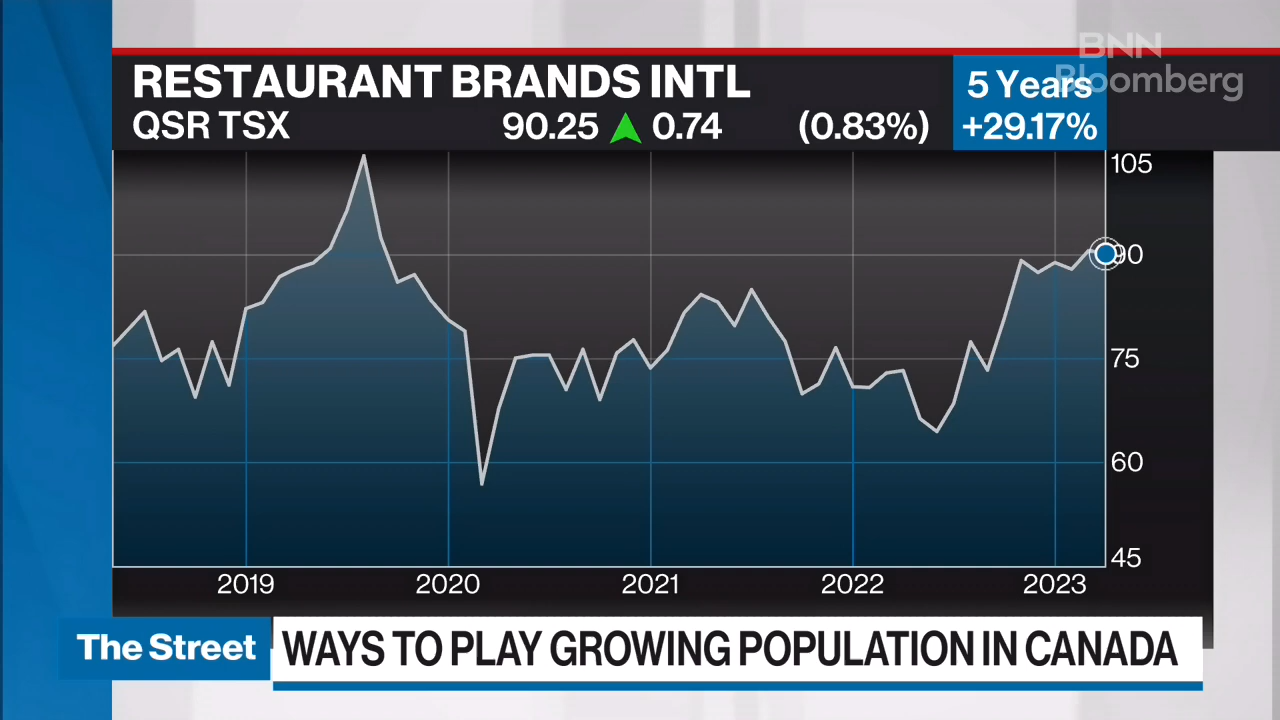 BNN
Bloomberg
RESTAURANT BRANDS INTL
QSR TSX 90.25 ▲ 0.74 (0.83%)
5 Years
+29.17%
105
90
75
60
45
2019 2020 2021 2022 2023
The Street
WAYS TO PLAY GROWING POPULATION IN CANADA